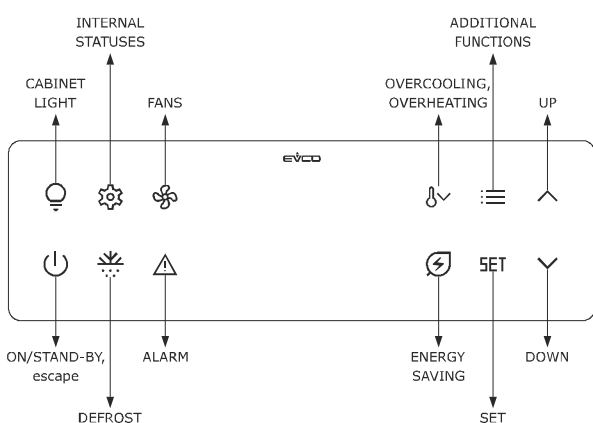 INTERNAL
STATUSES
ADDITIONAL
FUNCTIONS
CABINET
LIGHT
FANS
OVERCOOLING,
OVERHEATING
UP
EVCO
SET
ON/STAND-BY,
escape
ALARM
ENERGY
SAVING
DOWN
DEFROST
SET